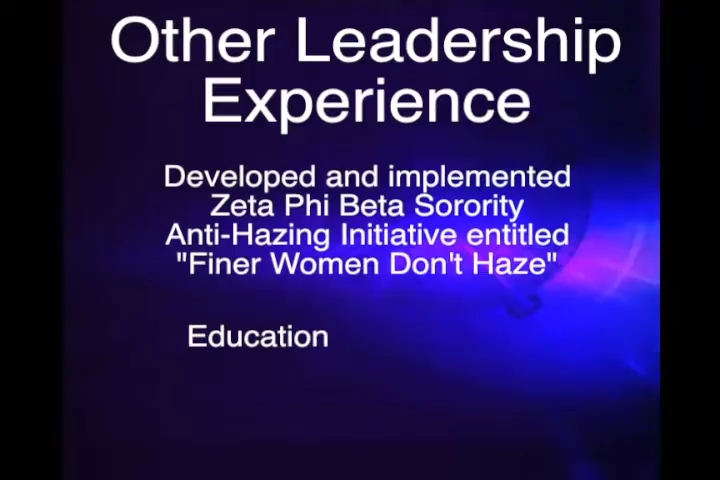 Other Leadership
Experience
Developed and implemented
Zeta Phi Beta Sorority
Anti-Hazing Initiative entitled
"Finer Women Don't Haze"
Education